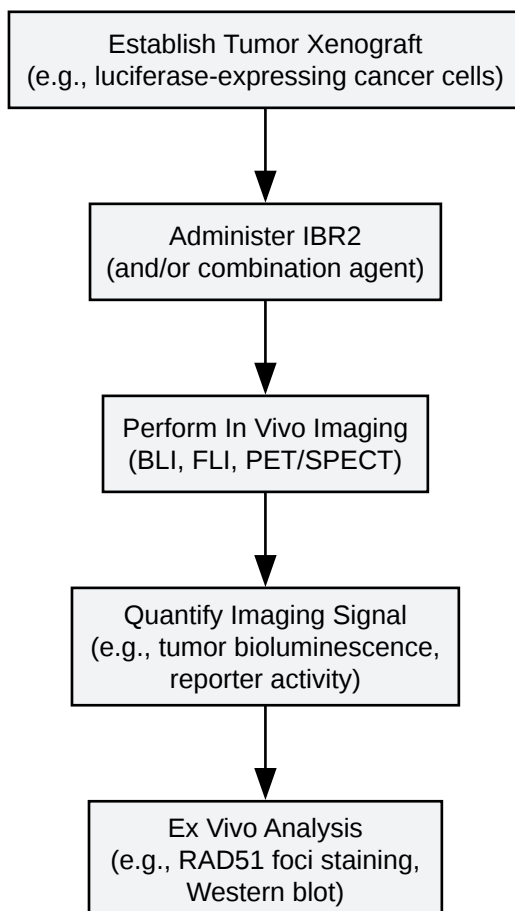 Establish Tumor Xenograft
(e.g., luciferase-expressing cancer cells)
Administer IBR2
(and/or combination agent)
Perform In Vivo Imaging
(BLI, FLI, PET/SPECT)
Quantify Imaging Signal
(e.g., tumor bioluminescence,
reporter activity)
Ex Vivo Analysis
(e.g., RAD51 foci staining,
Western blot)